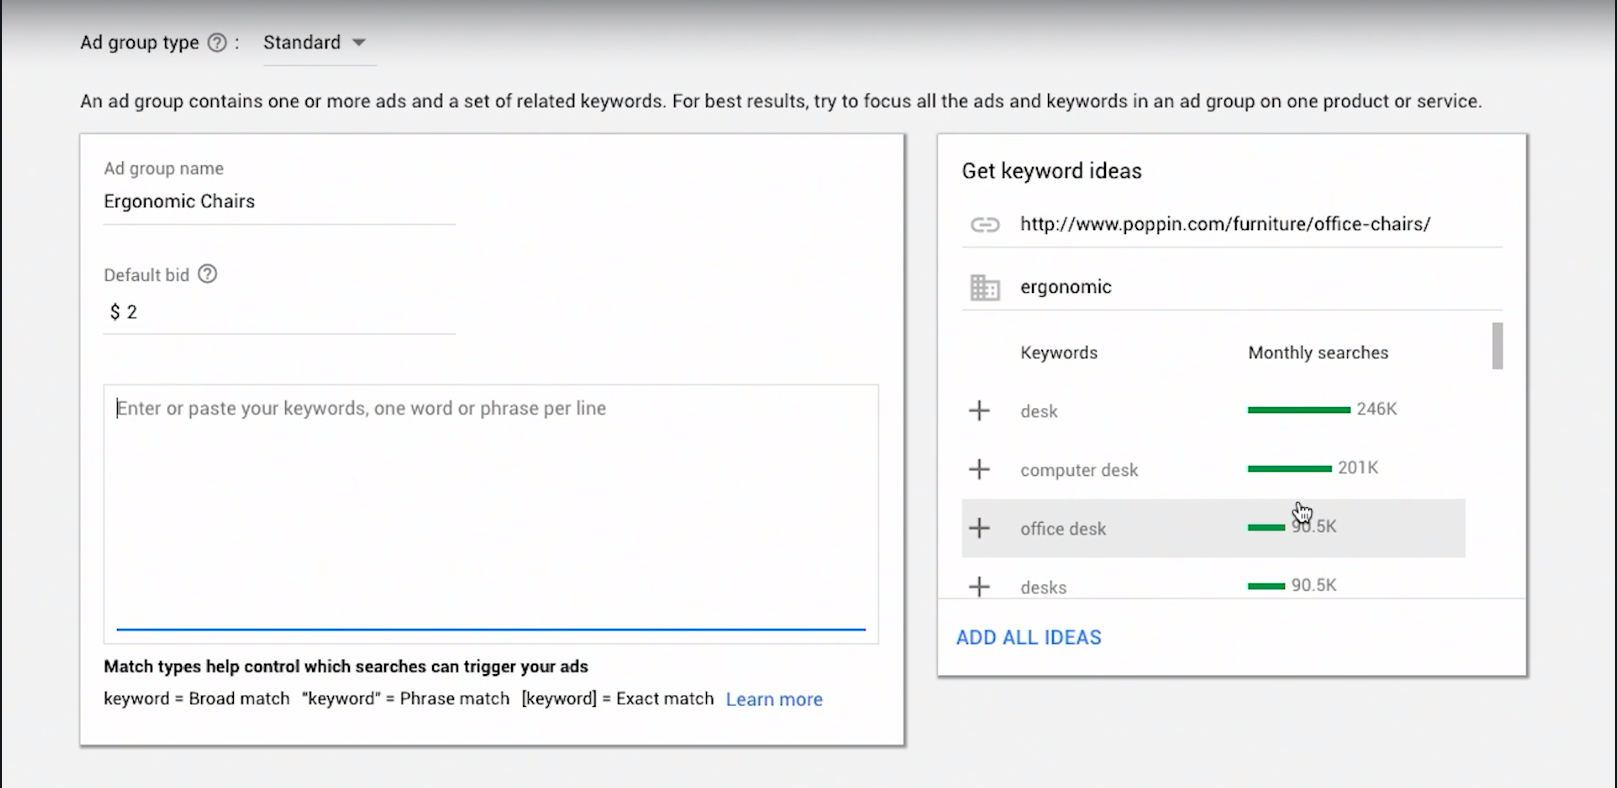 Ad group type ? : Standard
An ad group contains one or more ads and a set of related keywords. For best results, try to focus all the ads and keywords in an ad group on one product or service.
Ad group name
Ergonomic Chairs
Default bid ?
$ 2
Enter or paste your keywords, one word or phrase per line
Match types help control which searches can trigger your ads
keyword = Broad match "keyword" = Phrase match [keyword] = Exact match Learn more
Get keyword ideas
http://www.poppin.com/furniture/office-chairs/
ergonomic
Keywords Monthly searches
desk 246K
computer desk 201K
office desk 90.5K
desks 90.5K
ADD ALL IDEAS